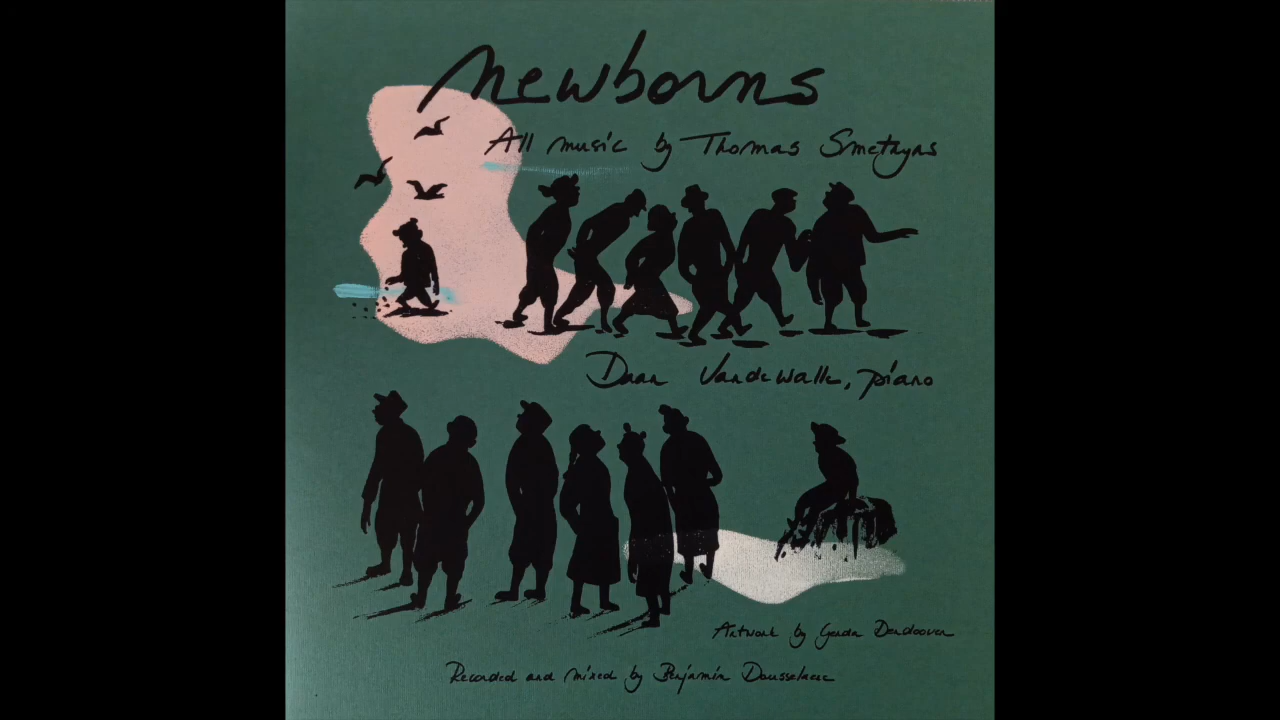 Newborns
All music by Thomas Smetryns
Daan Vandewalle, piano
Artwork by Gerda Dendooven
Recorded and mixed by Benjamin Dousselaere